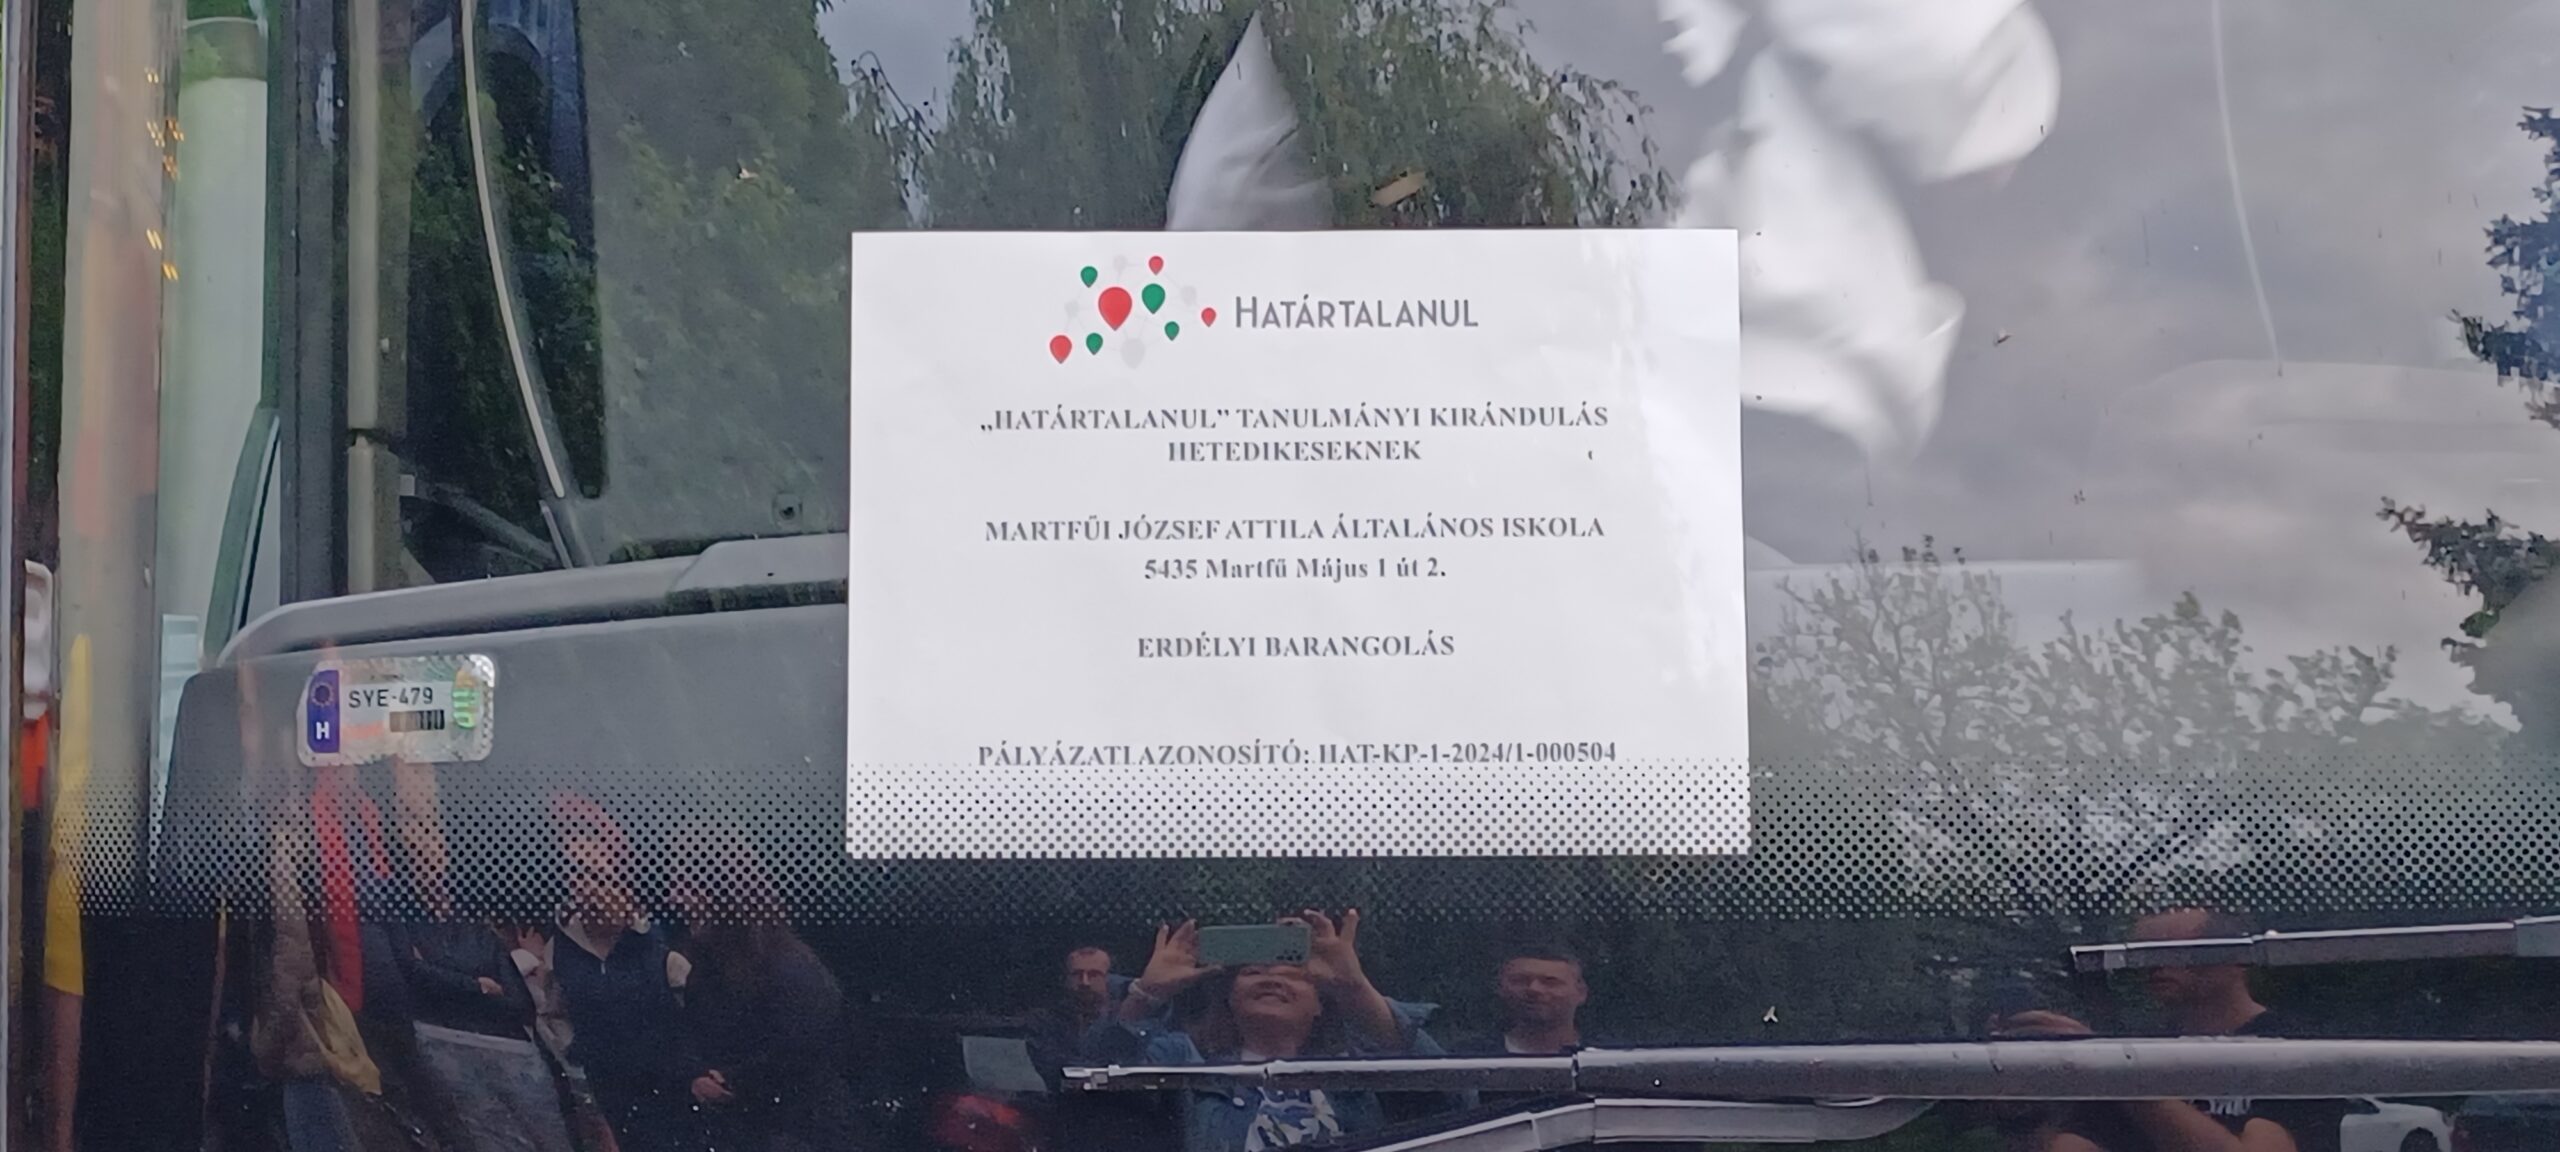 HATÁRTALANUL
„HATÁRTALANUL” TANULMÁNYI KIRÁNDULÁS
HETEDIKESEKNEK
MARTFŰI JÓZSEF ATTILA ÁLTALÁNOS ISKOLA
5435 Martfű Május 1 út 2.
ERDÉLYI BARANGOLÁS
PÁLYÁZATI AZONOSÍTÓ: HAT-KP-1-2024/1-000504
SYE-479
H